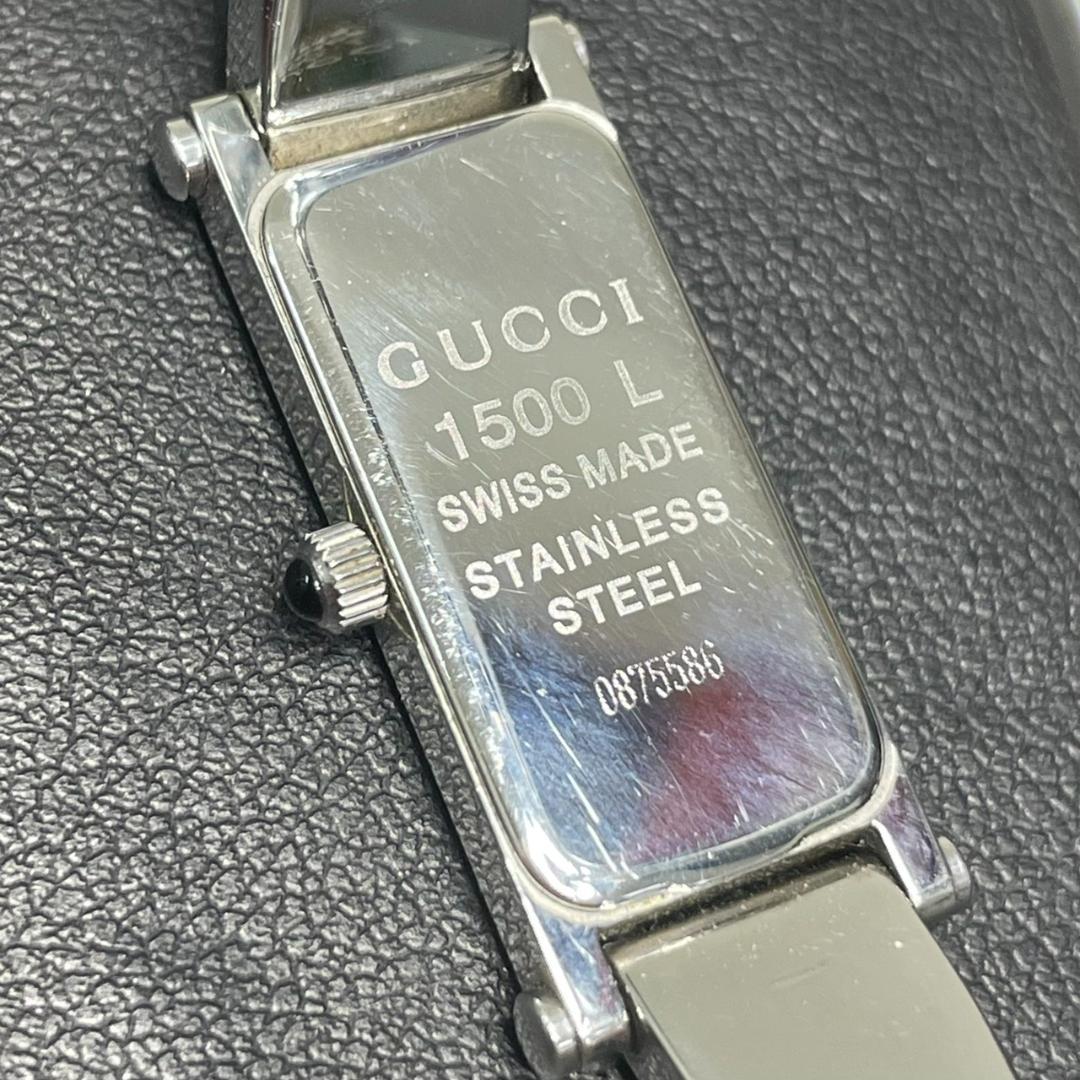 GUCCI
1500 L
SWISS MADE
STAINLESS
STEEL
0875586